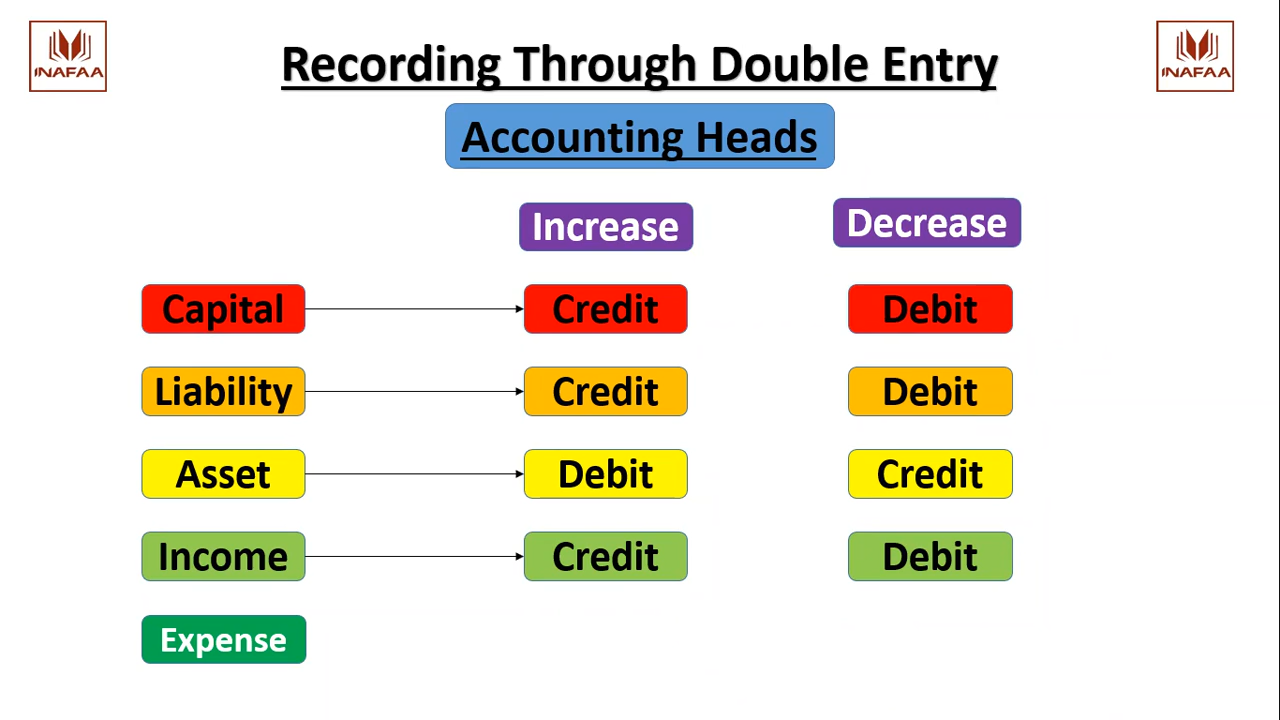 INAFAA
Recording Through Double Entry
INAFAA
Accounting Heads
Increase Decrease
Capital Credit Debit
Liability Credit Debit
Asset Debit Credit
Income Credit Debit
Expense